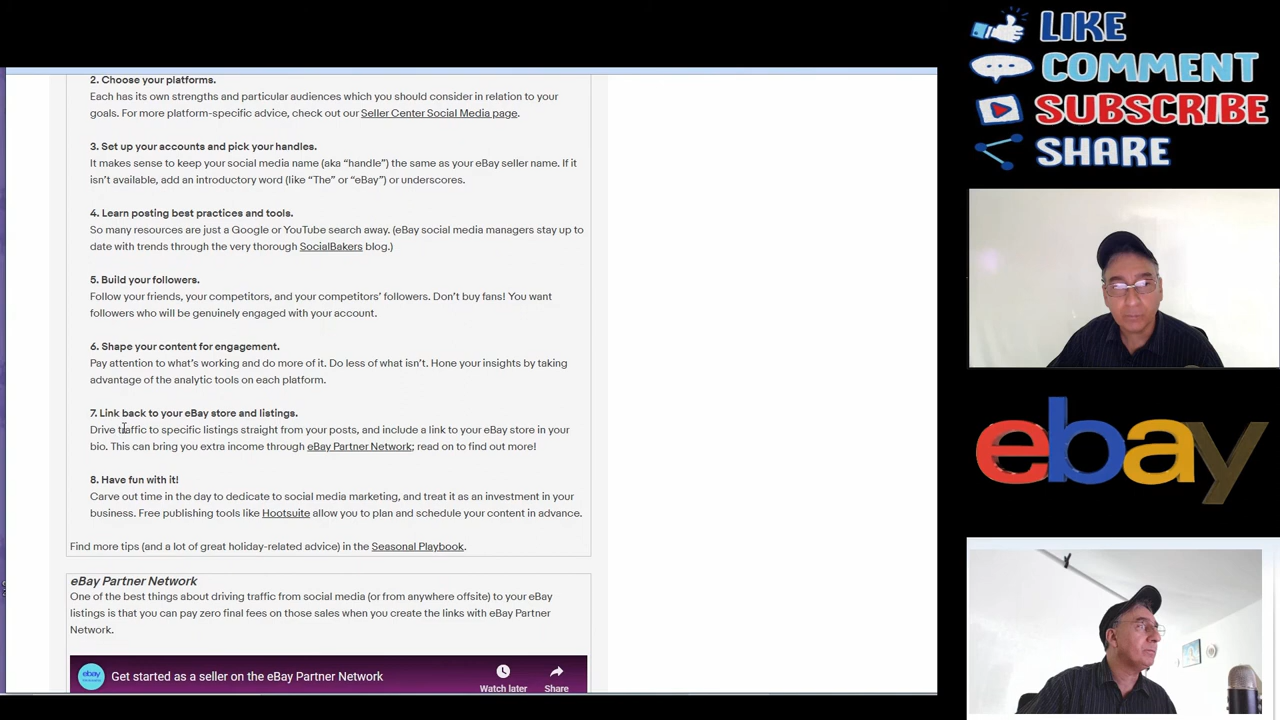 2. Choose your platforms.
Each has its own strengths and particular audiences which you should consider in relation to your
goals. For more platform-specific advice, check out our Seller Center Social Media page.
3. Set up your accounts and pick your handles.
It makes sense to keep your social media name (aka “handle”) the same as your eBay seller name. If it
isn’t available, add an introductory word (like “The” or “eBay”) or underscores.
4. Learn posting best practices and tools.
So many resources are just a Google or YouTube search away. (eBay social media managers stay up to
date with trends through the very thorough SocialBakers blog.)
5. Build your followers.
Follow your friends, your competitors, and your competitors’ followers. Don’t buy fans! You want
followers who will be genuinely engaged with your account.
6. Shape your content for engagement.
Pay attention to what’s working and do more of it. Do less of what isn’t. Hone your insights by taking
advantage of the analytic tools on each platform.
7. Link back to your eBay store and listings.
Drive traffic to specific listings straight from your posts, and include a link to your eBay store in your
bio. This can bring you extra income through eBay Partner Network; read on to find out more!
8. Have fun with it!
Carve out time in the day to dedicate to social media marketing, and treat it as an investment in your
business. Free publishing tools like Hootsuite allow you to plan and schedule your content in advance.
Find more tips (and a lot of great holiday-related advice) in the Seasonal Playbook.
eBay Partner Network
One of the best things about driving traffic from social media (or from anywhere offsite) to your eBay
listings is that you can pay zero final fees on those sales when you create the links with eBay Partner
Network.
ebay
Get started as a seller on the eBay Partner Network
Watch later
Share
LIKE
COMMENT
SUBSCRIBE
SHARE
ebay